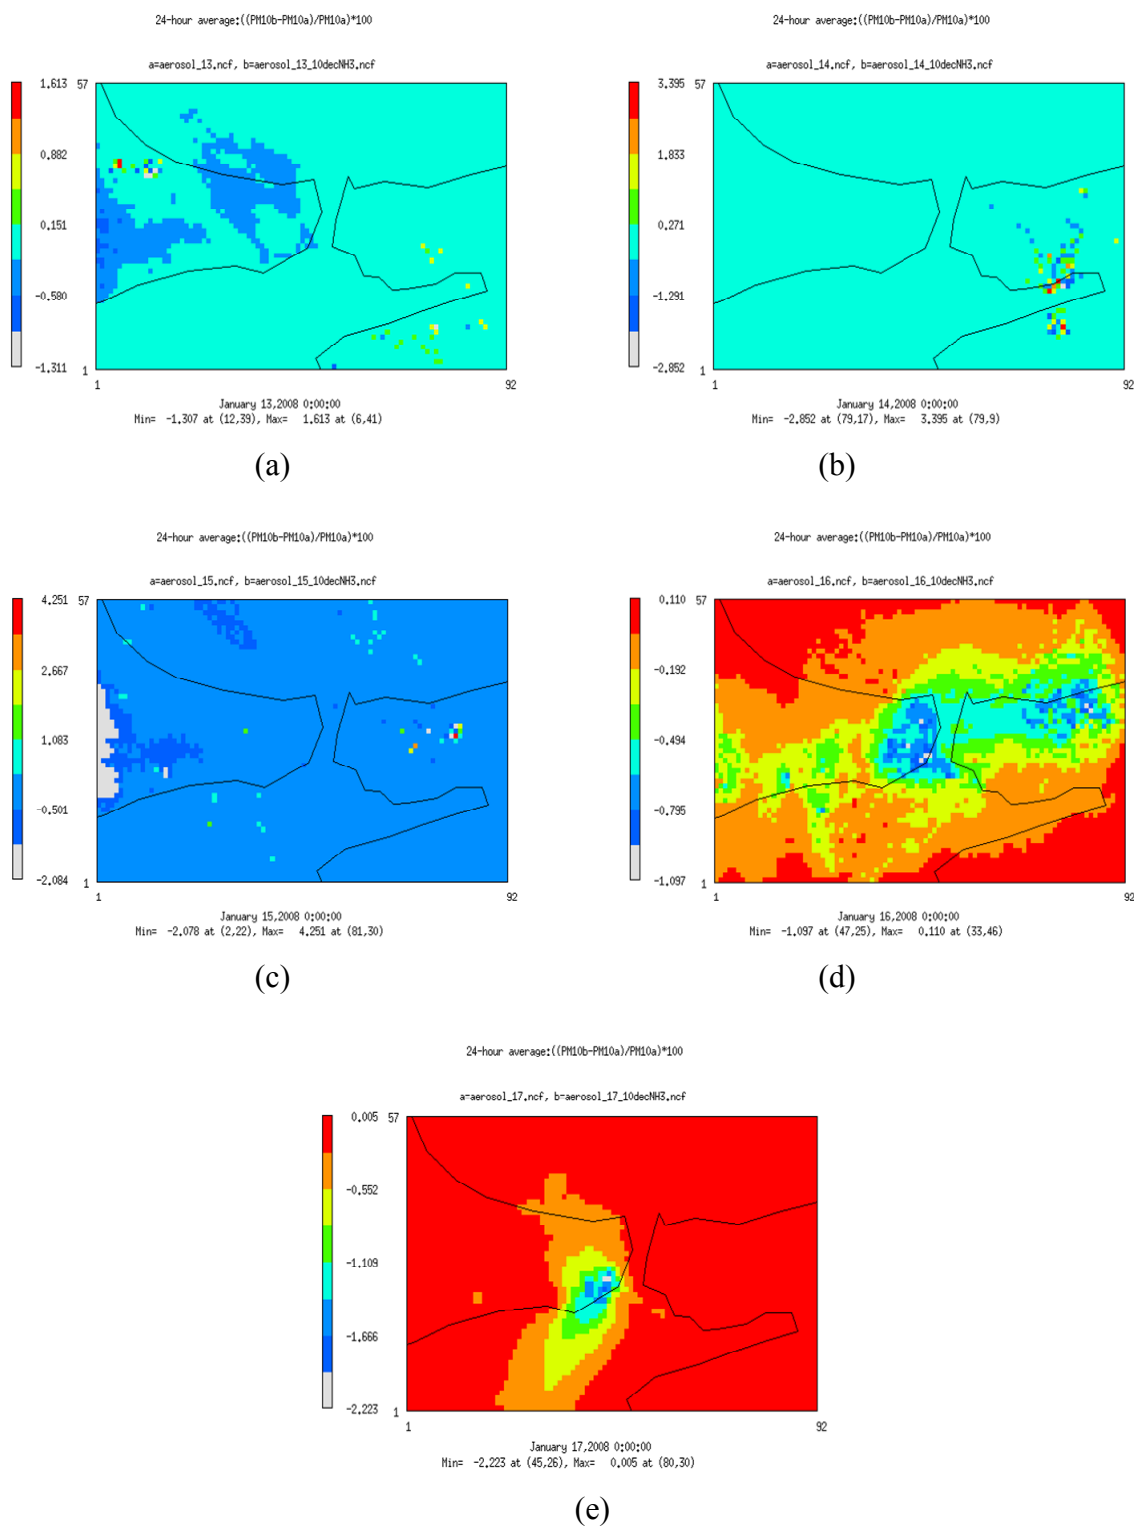 24-hour average:((PM10b-PM10a)/PM10a)*100
a=aerosol_13.ncf, b=aerosol_13_10decNH3.ncf
1.613
0.882
0.151
-0.580
-1.311
57
1
1
92
January 13,2008 0:00:00
Min= -1.307 at (12,39), Max= 1.613 at (6,41)
(a)
24-hour average:((PM10b-PM10a)/PM10a)*100
a=aerosol_14.ncf, b=aerosol_14_10decNH3.ncf
3.395
1.833
0.271
-1.291
-2.852
57
1
1
92
January 14,2008 0:00:00
Min= -2.852 at (79,17), Max= 3.395 at (79,9)
(b)
24-hour average:((PM10b-PM10a)/PM10a)*100
a=aerosol_15.ncf, b=aerosol_15_10decNH3.ncf
4.251
2.667
1.083
-0.501
-2.084
57
1
1
92
January 15,2008 0:00:00
Min= -2.078 at (2,22), Max= 4.251 at (81,30)
(c)
24-hour average:((PM10b-PM10a)/PM10a)*100
a=aerosol_16.ncf, b=aerosol_16_10decNH3.ncf
0.110
-0.192
-0.494
-0.795
-1.097
57
1
1
92
January 16,2008 0:00:00
Min= -1.097 at (47,25), Max= 0.110 at (33,46)
(d)
24-hour average:((PM10b-PM10a)/PM10a)*100
a=aerosol_17.ncf, b=aerosol_17_10decNH3.ncf
0.005
-0.552
-1.109
-1.666
-2.223
57
1
1
92
January 17,2008 0:00:00
Min= -2.223 at (45,26), Max= 0.005 at (80,30)
(e)